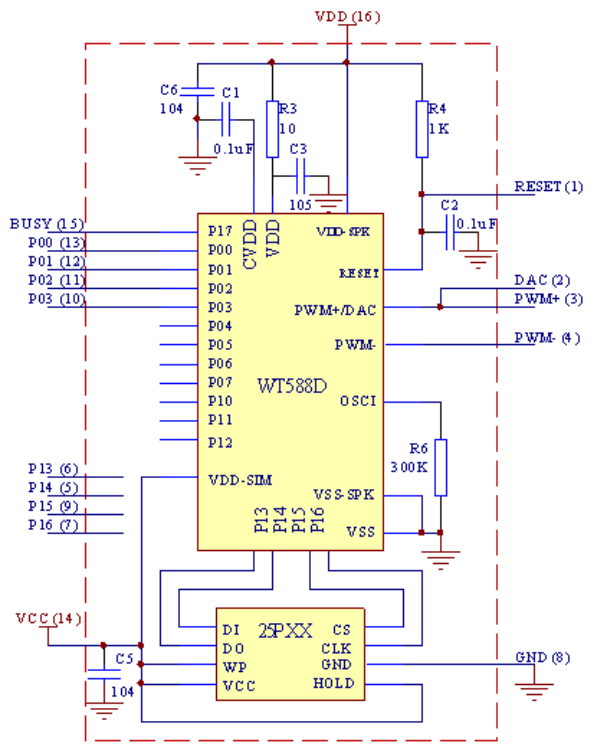 VDD (16)
C6
104
C1
0.1uF
R3
10
R4
1K
C3
105
RESET (1)
C2
0.1uF
BUSY (15)
P00 (13)
P01 (12)
P02 (11)
P03 (10)
P17
P00
P01
P02
P03
P04
P05
P06
P07
P10
P11
P12
CVDD
VDD
VDD-SPK
RESET
PWM+/DAC
PWM-
WT588D
OSCI
DAC (2)
PWM+ (3)
PWM- (4)
R6
300K
P13 (6)
P14 (5)
P15 (9)
P16 (7)
VDD-SIM
VSS-SPK
VSS
P13
P14
P15
P16
VCC (14)
C5
104
25PXX
DI
DO
WP
VCC
CS
CLK
GND
HOLD
GND (8)